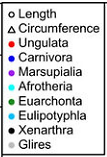 Length
Circumference
Ungulata
Carnivora
Marsupialia
Afrotheria
Euarchonta
Eulipotyphla
Xenarthra
Glires